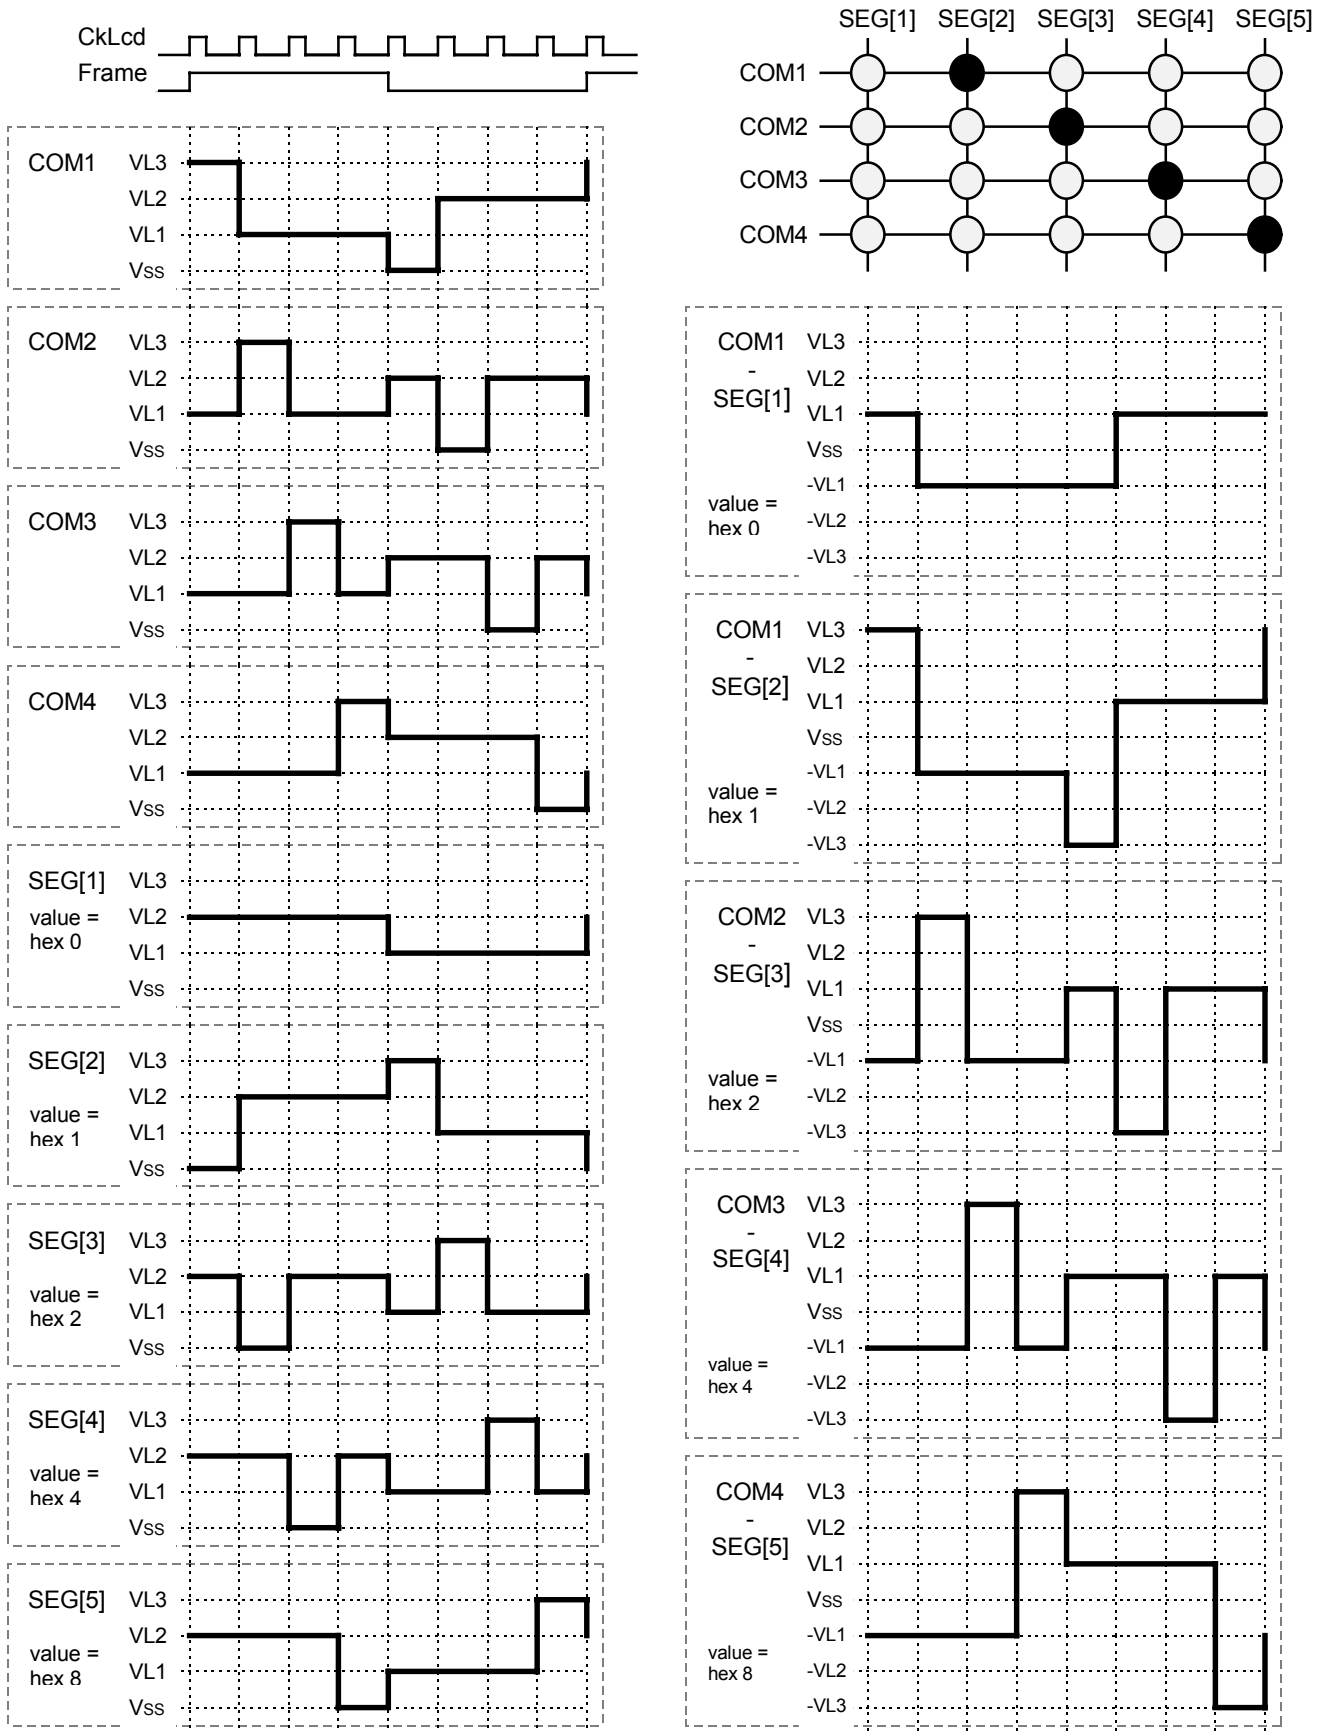 CkLcd
Frame
COM1
VL3
VL2
VL1
Vss
COM2
VL3
VL2
VL1
Vss
COM3
VL3
VL2
VL1
Vss
COM4
VL3
VL2
VL1
Vss
SEG[1]
value =
hex 0
VL3
VL2
VL1
Vss
SEG[2]
value =
hex 1
VL3
VL2
VL1
Vss
SEG[3]
value =
hex 2
VL3
VL2
VL1
Vss
SEG[4]
value =
hex 4
VL3
VL2
VL1
Vss
SEG[5]
value =
hex 8
VL3
VL2
VL1
Vss
SEG[1] SEG[2] SEG[3] SEG[4] SEG[5]
COM1
COM2
COM3
COM4
COM1
-
SEG[1]
value =
hex 0
VL3
VL2
VL1
Vss
-VL1
-VL2
-VL3
COM1
-
SEG[2]
value =
hex 1
VL3
VL2
VL1
Vss
-VL1
-VL2
-VL3
COM2
-
SEG[3]
value =
hex 2
VL3
VL2
VL1
Vss
-VL1
-VL2
-VL3
COM3
-
SEG[4]
value =
hex 4
VL3
VL2
VL1
Vss
-VL1
-VL2
-VL3
COM4
-
SEG[5]
value =
hex 8
VL3
VL2
VL1
Vss
-VL1
-VL2
-VL3